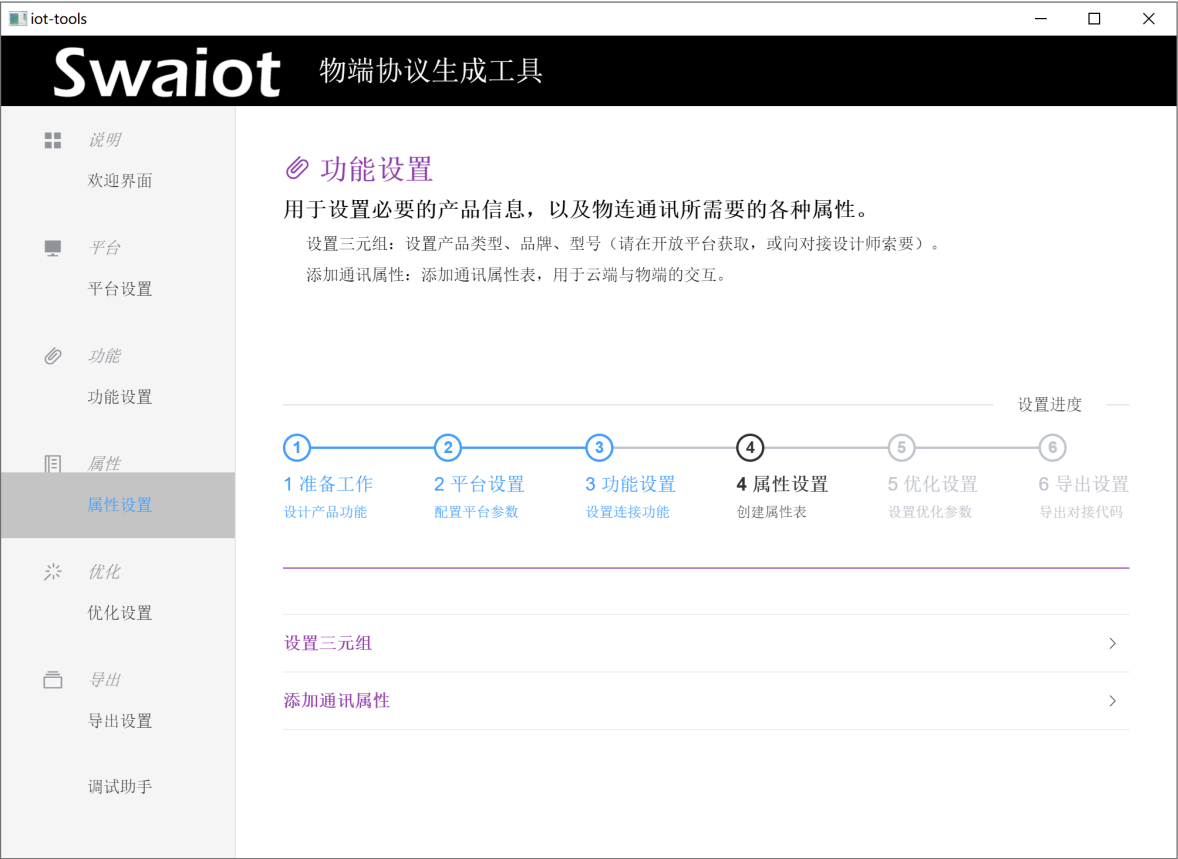 iot-tools
Swaiot 物端协议生成工具
说明
欢迎界面
平台
平台设置
功能
功能设置
属性
属性设置
优化
优化设置
导出
导出设置
调试助手
功能设置
用于设置必要的产品信息，以及物连通讯所需要的各种属性。
设置三元组：设置产品类型、品牌、型号（请在开放平台获取，或向对接设计师索要）。
添加通讯属性：添加通讯属性表，用于云端与物端的交互。
设置进度
1 2 3 4 5 6
1 准备工作 2 平台设置 3 功能设置 4 属性设置 5 优化设置 6 导出设置
设计产品功能 配置平台参数 设置连接功能 创建属性表 设置优化参数 导出对接代码
设置三元组
添加通讯属性